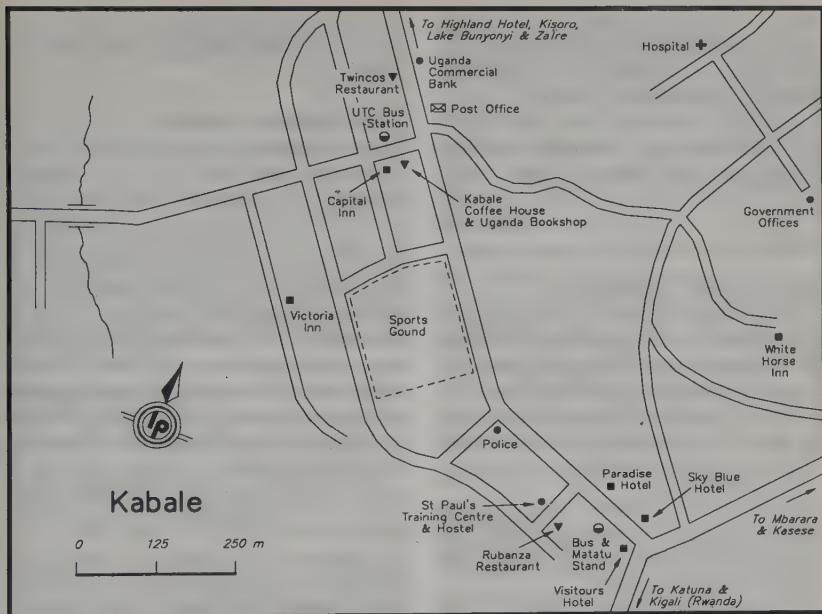 To Highland Hotel, Kisoro,
Lake Bunyonyi & Zaïre
Hospital
Uganda
Commercial
Bank
Twincos
Restaurant
Post Office
UTC Bus
Station
Capital
Inn
Kabale
Coffee House
& Uganda Bookshop
Government
Offices
Victoria
Inn
Sports
Gound
White
Horse
Inn
lp
Police
Kabale
Paradise
Hotel
Sky Blue
Hotel
St Paul's
Training Centre
& Hostel
To Mbarara
& Kasese
0 125 250 m
Rubanza
Restaurant
Bus &
Matatu
Stand
Visitours
Hotel
To Katuna &
Kigali (Rwanda)